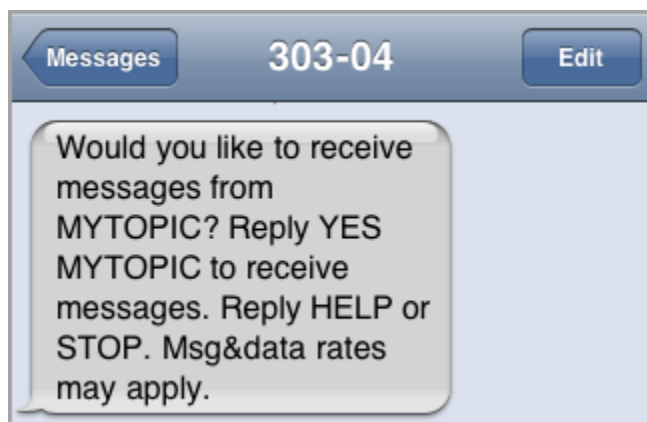 Messages 303-04 Edit
Would you like to receive
messages from
MYTOPIC? Reply YES
MYTOPIC to receive
messages. Reply HELP or
STOP. Msg&data rates
may apply.